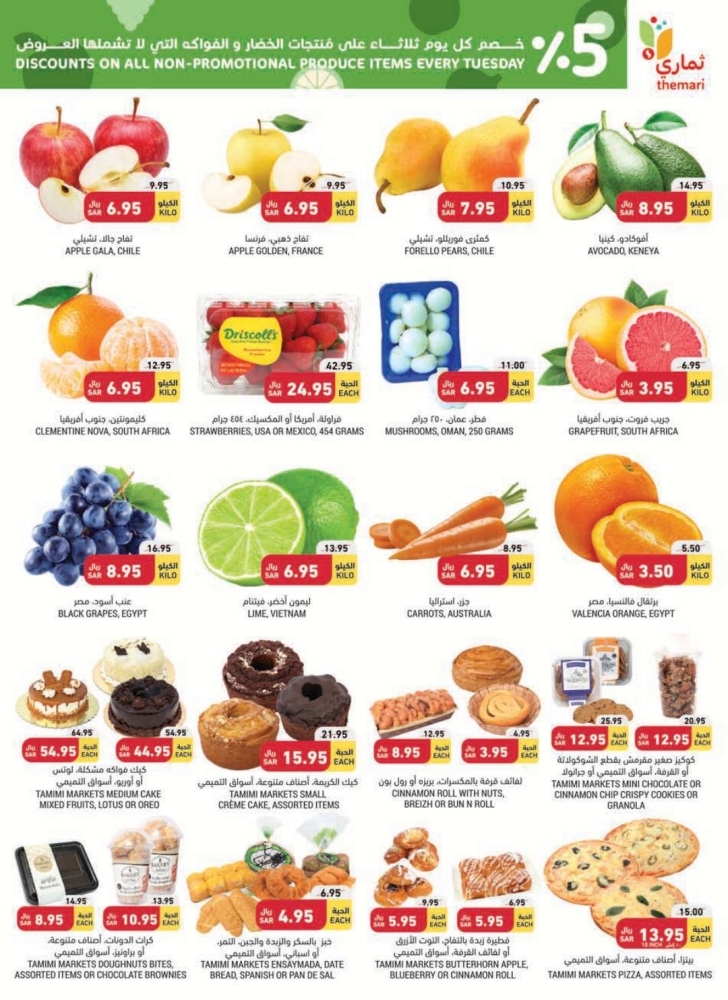 خصم كل يوم ثلاثاء على مُنتجات الخضار و الفواكه التي لا تشملها العروض
DISCOUNTS ON ALL NON-PROMOTIONAL PRODUCE ITEMS EVERY TUESDAY
%5
ثماري
themari
9.95
ريال SAR 6.95 الكيلو KILO
تفاح جالا، تشيلي
APPLE GALA, CHILE
9.95
ريال SAR 6.95 الكيلو KILO
تفاح ذهبي، فرنسا
APPLE GOLDEN, FRANCE
10.95
ريال SAR 7.95 الكيلو KILO
كمثرى فوريللو، تشيلي
FORELLO PEARS, CHILE
14.95
ريال SAR 8.95 الكيلو KILO
أفوكادو، كينيا
AVOCADO, KENEYA
12.95
ريال SAR 6.95 الكيلو KILO
كليمونتين، جنوب أفريقيا
CLEMENTINE NOVA, SOUTH AFRICA
Driscoll's
42.95
ريال SAR 24.95 الحبة EACH
فراولة، أمريكا أو المكسيك، ٤٥٤ جرام
STRAWBERRIES, USA OR MEXICO, 454 GRAMS
11.00
ريال SAR 6.95 الحبة EACH
فطر، عمان، ٢٥٠ جرام
MUSHROOMS, OMAN, 250 GRAMS
6.95
ريال SAR 3.95 الكيلو KILO
جريب فروت، جنوب أفريقيا
GRAPEFRUIT, SOUTH AFRICA
16.95
ريال SAR 8.95 الكيلو KILO
عنب أسود، مصر
BLACK GRAPES, EGYPT
13.95
ريال SAR 6.95 الكيلو KILO
ليمون أخضر، فيتنام
LIME, VIETNAM
8.95
ريال SAR 6.95 الكيلو KILO
جزر، استراليا
CARROTS, AUSTRALIA
5.50
ريال SAR 3.50 الكيلو KILO
برتقال فالنسيا، مصر
VALENCIA ORANGE, EGYPT
64.95
ريال SAR 54.95 الحبة EACH
54.95
ريال SAR 44.95 الحبة EACH
كيك فواكه مشكلة، لوتس
أو أوريو، أسواق التميمي
TAMIMI MARKETS MEDIUM CAKE
MIXED FRUITS, LOTUS OR OREO
21.95
ريال SAR 15.95 الحبة EACH
كيك الكريمة، أصناف متنوعة، أسواق التميمي
TAMIMI MARKETS SMALL
CRÈME CAKE, ASSORTED ITEMS
12.95
ريال SAR 8.95 الحبة EACH
4.95
ريال SAR 3.95 الحبة EACH
لفائف قرفة بالمكسرات، بريزه أو رول بون
CINNAMON ROLL WITH NUTS,
BREIZH OR BUN N ROLL
25.95
ريال SAR 12.95 الحبة EACH
20.95
ريال SAR 12.95 الحبة EACH
كوكيز صغير مقرمش بقطع الشوكولاتة
أو القرفة، أسواق التميمي أو جرانولا
TAMIMI MARKETS MINI CHOCOLATE OR
CINNAMON CHIP CRISPY COOKIES OR
GRANOLA
14.95
ريال SAR 8.95 الحبة EACH
BAKERY
BAKERY
13.95
ريال SAR 10.95 الحبة EACH
كرات الدونات، أصناف متنوعة،
أو براونيز، أسواق التميمي
TAMIMI MARKETS DOUGHNUTS BITES,
ASSORTED ITEMS OR CHOCOLATE BROWNIES
6.95
ريال SAR 4.95 الحبة EACH
خبز بالسكر والزبدة والجبن، التمر،
أو اسباني، أسواق التميمي
TAMIMI MARKETS ENSAYMADA, DATE
BREAD, SPANISH OR PAN DE SAL
9.95
ريال SAR 5.95 الحبة EACH
6.95
ريال SAR 5.95 الحبة EACH
فطيرة زبدة بالتفاح، التوت الأزرق
أو لفائف القرفة، أسواق التميمي
TAMIMI MARKETS BUTTERHORN APPLE,
BLUEBERRY OR CINNAMON ROLL
15.00
ريال SAR 13.95 الحبة EACH
10 INCH
بيتزا، أصناف متنوعة، أسواق التميمي
TAMIMI MARKETS PIZZA, ASSORTED ITEMS